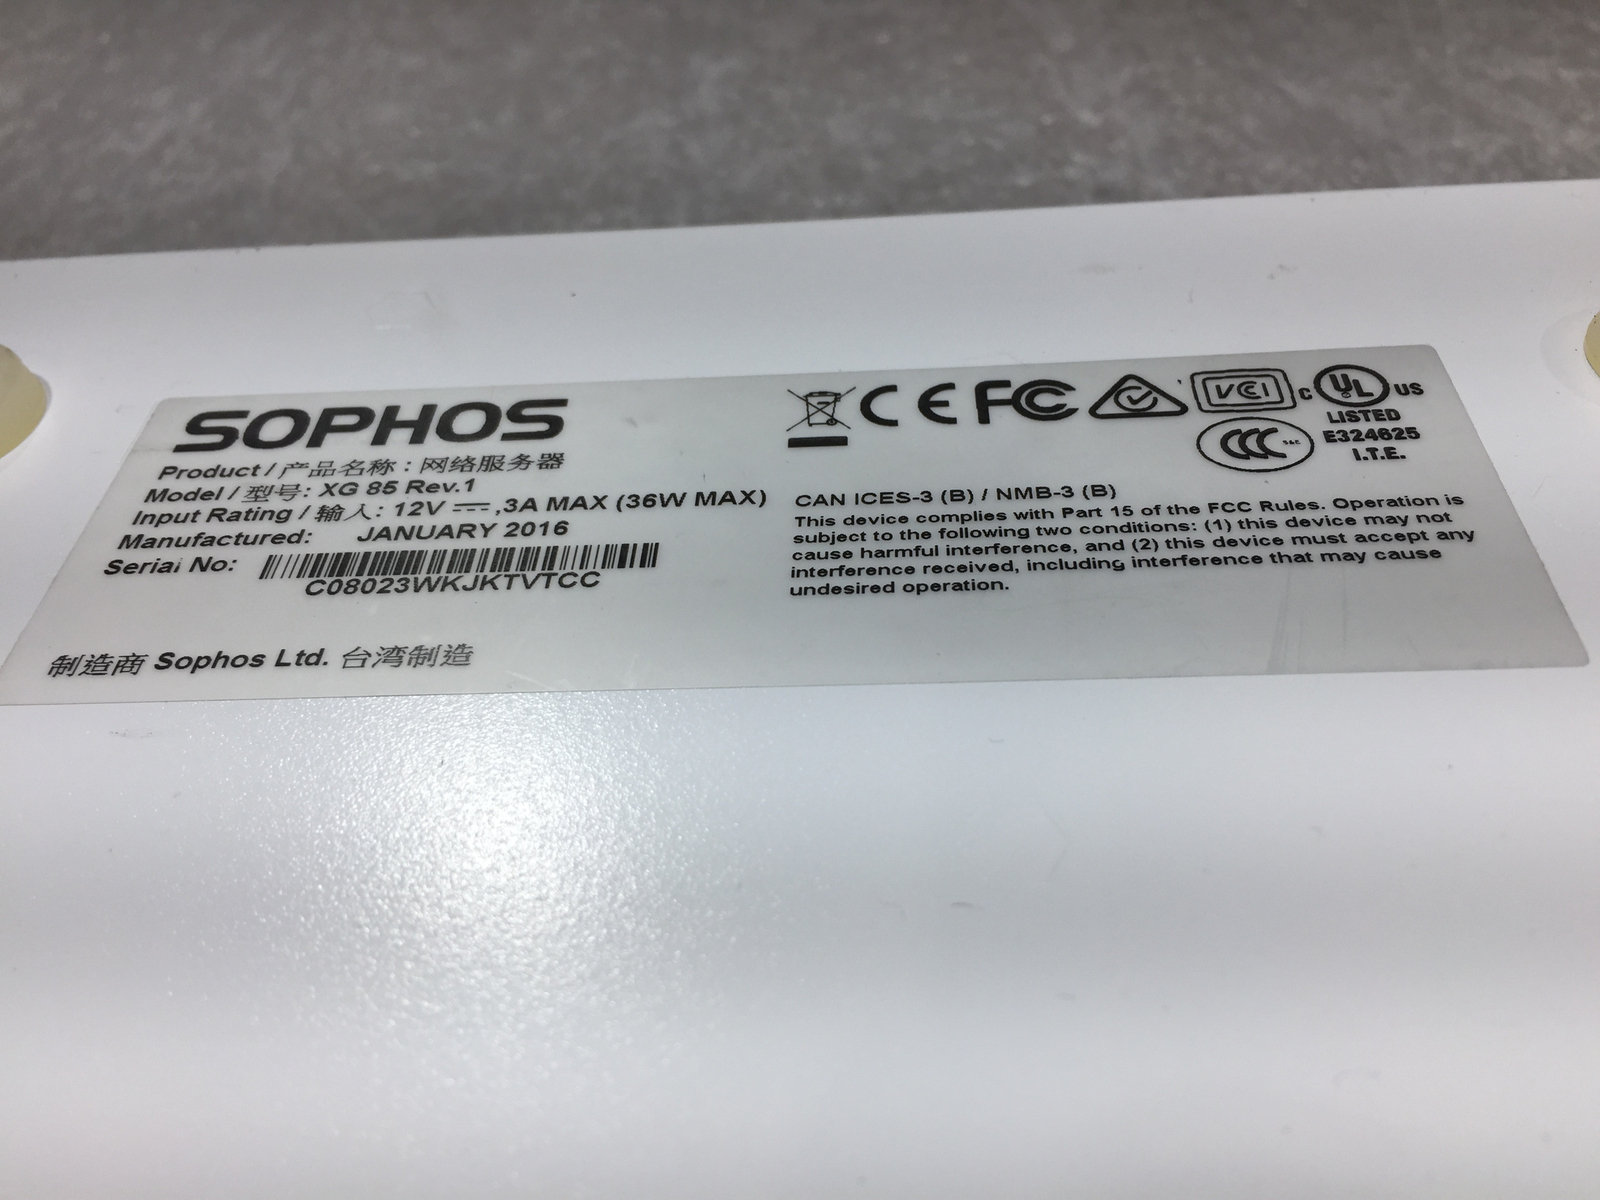 SOPHOS
Product / 产品名称 : 网络服务器
Model / 型号: XG 85 Rev.1
Input Rating / 输入: 12V ⎓,3A MAX (36W MAX)
Manufactured: JANUARY 2016
Serial No:
C08023WKJKTVTCC
制造商 Sophos Ltd. 台湾制造
CE FC VCCI c UL US
LISTED
CCC S&E E324625
I.T.E.
CAN ICES-3 (B) / NMB-3 (B)
This device complies with Part 15 of the FCC Rules. Operation is
subject to the following two conditions: (1) this device may not
cause harmful interference, and (2) this device must accept any
interference received, including interference that may cause
undesired operation.